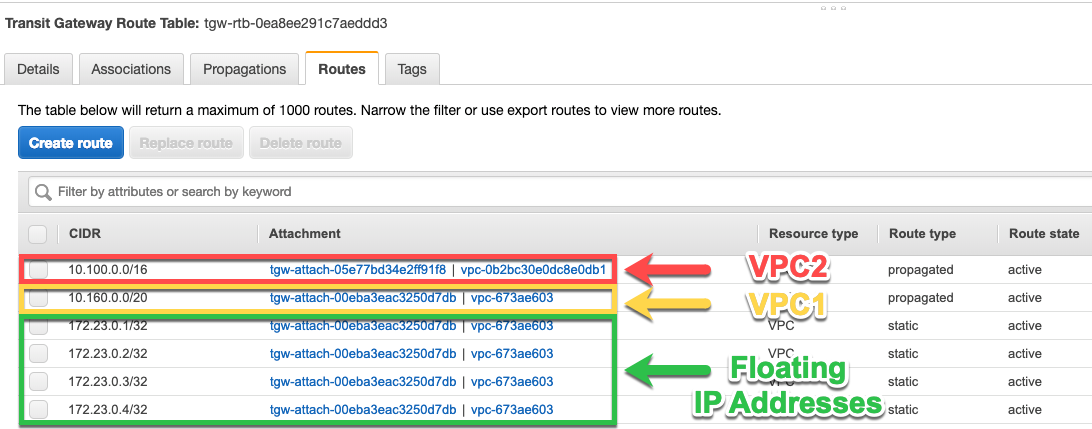 Transit Gateway Route Table: tgw-rtb-0ea8ee291c7aeddd3
Details Associations Propagations Routes Tags
The table below will return a maximum of 1000 routes. Narrow the filter or use export routes to view more routes.
Create route Replace route Delete route
Filter by attributes or search by keyword
CIDR Attachment Resource type Route type Route state
10.100.0.0/16 tgw-attach-05e77bd34e2ff91f8 | vpc-0b2bc30e0dc8e0db1 VPC2 propagated active
10.160.0.0/20 tgw-attach-00eba3eac3250d7db | vpc-673ae603 VPC1 propagated active
172.23.0.1/32 tgw-attach-00eba3eac3250d7db | vpc-673ae603 VPC static active
172.23.0.2/32 tgw-attach-00eba3eac3250d7db | vpc-673ae603 VPC static active
Floating
172.23.0.3/32 tgw-attach-00eba3eac3250d7db | vpc-673ae603 static active
IP Addresses
172.23.0.4/32 tgw-attach-00eba3eac3250d7db | vpc-673ae603 static active